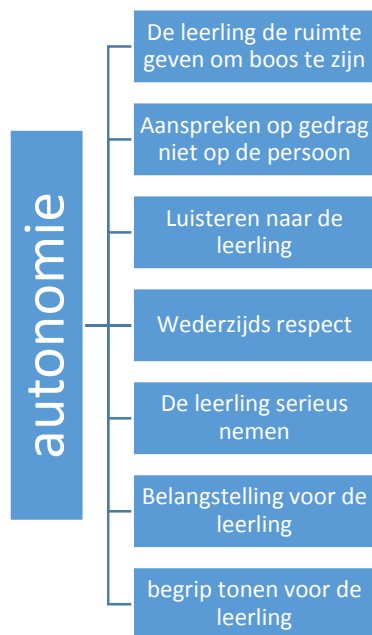 autonomie
De leerling de ruimte
geven om boos te zijn
Aanspreken op gedrag
niet op de persoon
Luisteren naar de
leerling
Wederzijds respect
De leerling serieus
nemen
Belangstelling voor de
leerling
begrip tonen voor de
leerling